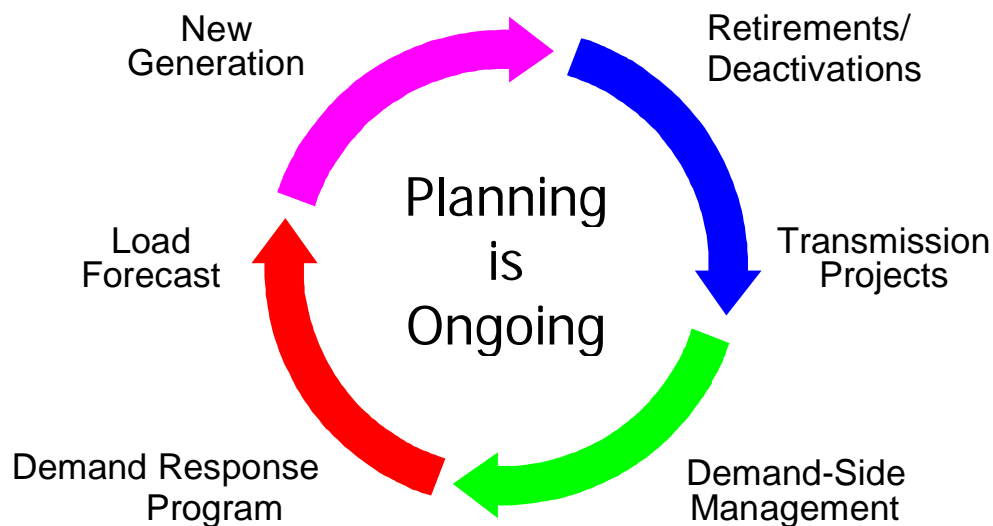 New
Generation
Retirements/
Deactivations
Planning
is
Ongoing
Load
Forecast
Transmission
Projects
Demand Response
Program
Demand-Side
Management